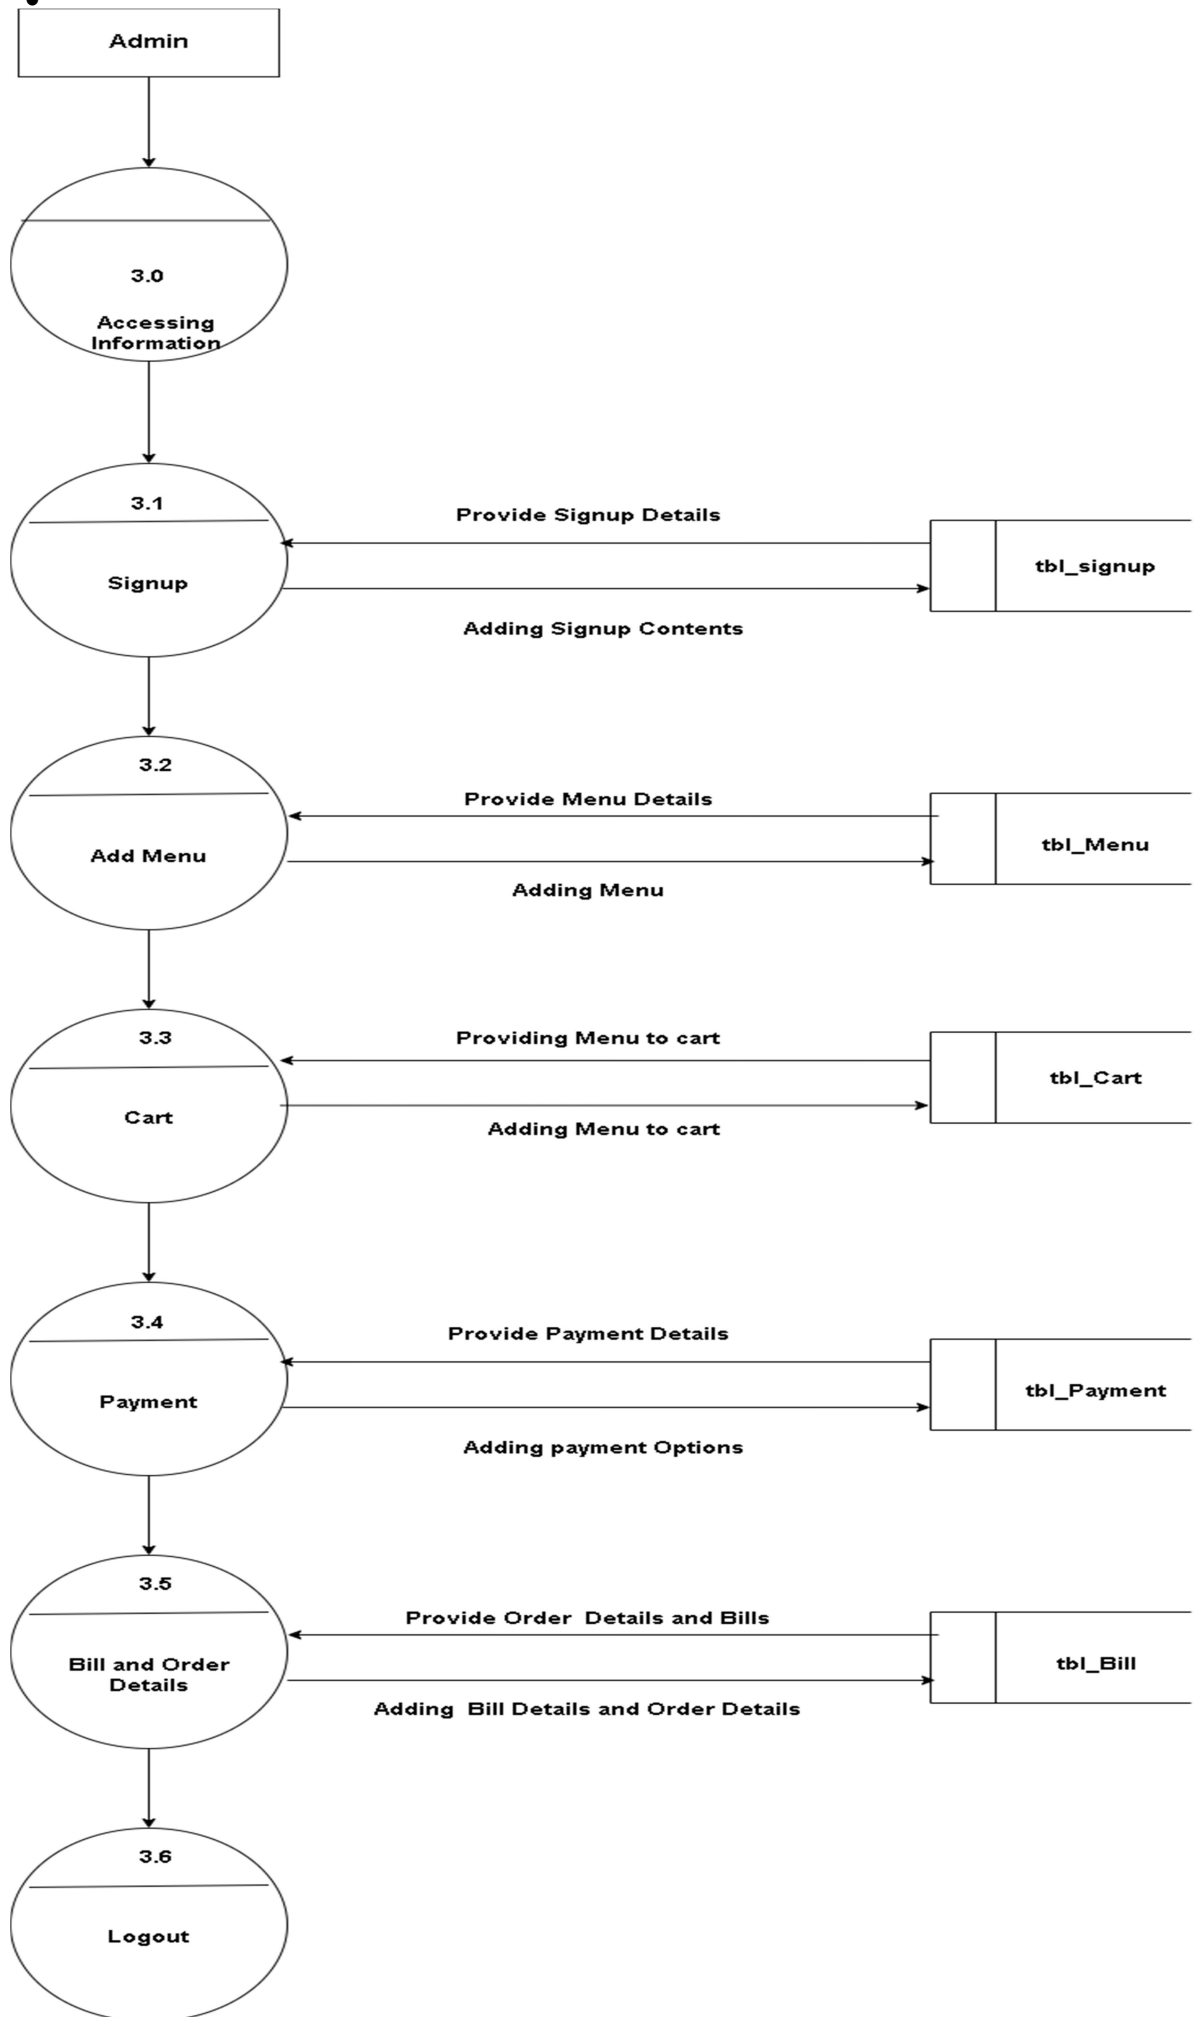 Admin
3.0
Accessing
Information
3.1
Signup
Provide Signup Details
Adding Signup Contents
tbl_signup
3.2
Add Menu
Provide Menu Details
Adding Menu
tbl_Menu
3.3
Cart
Providing Menu to cart
Adding Menu to cart
tbl_Cart
3.4
Payment
Provide Payment Details
Adding payment Options
tbl_Payment
3.5
Bill and Order
Details
Provide Order  Details and Bills
Adding  Bill Details and Order Details
tbl_Bill
3.6
Logout